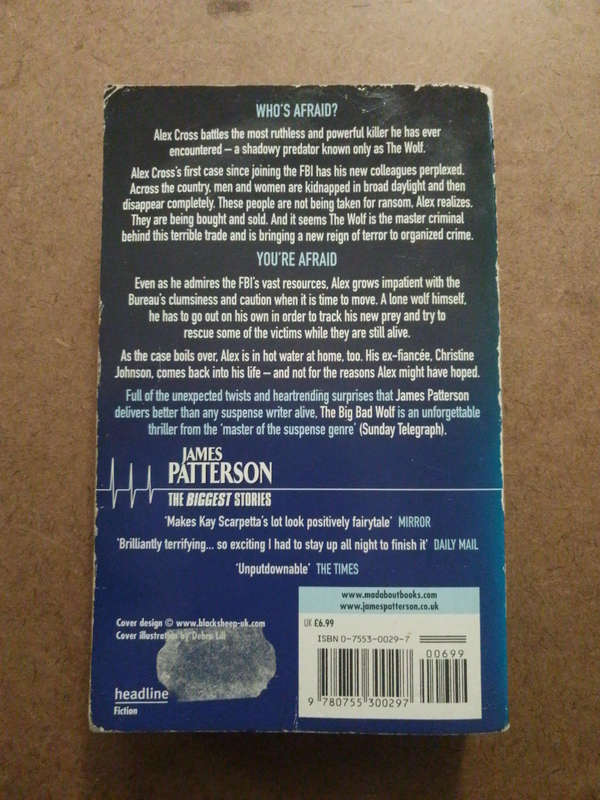 WHO'S AFRAID?
Alex Cross battles the most ruthless and powerful killer he has ever
encountered – a shadowy predator known only as The Wolf.
Alex Cross's first case since joining the FBI has his new colleagues perplexed.
Across the country, men and women are kidnapped in broad daylight and then
disappear completely. These people are not being taken for ransom, Alex realizes.
They are being bought and sold. And it seems The Wolf is the master criminal
behind this terrible trade and is bringing a new reign of terror to organized crime.
YOU'RE AFRAID
Even as he admires the FBI's vast resources, Alex grows impatient with the
Bureau's clumsiness and caution when it is time to move. A lone wolf himself,
he has to go out on his own in order to track his new prey and try to
rescue some of the victims while they are still alive.
As the case boils over, Alex is in hot water at home, too. His ex-fiancée, Christine
Johnson, comes back into his life – and not for the reasons Alex might have hoped.
Full of the unexpected twists and heartrending surprises that James Patterson
delivers better than any suspense writer alive, The Big Bad Wolf is an unforgettable
thriller from the 'master of the suspense genre' (Sunday Telegraph).
JAMES
PATTERSON
THE BIGGEST STORIES
'Makes Kay Scarpetta's lot look positively fairytale' MIRROR
'Brilliantly terrifying... so exciting I had to stay up all night to finish it' DAILY MAIL
'Unputdownable' THE TIMES
www.madaboutbooks.com
www.jamespatterson.co.uk
Cover design © www.blacksheep-uk.com
Cover illustration by Debra Lill
UK £6.99
ISBN 0-7553-0029-7
00699
9 780755 300297
headline
Fiction